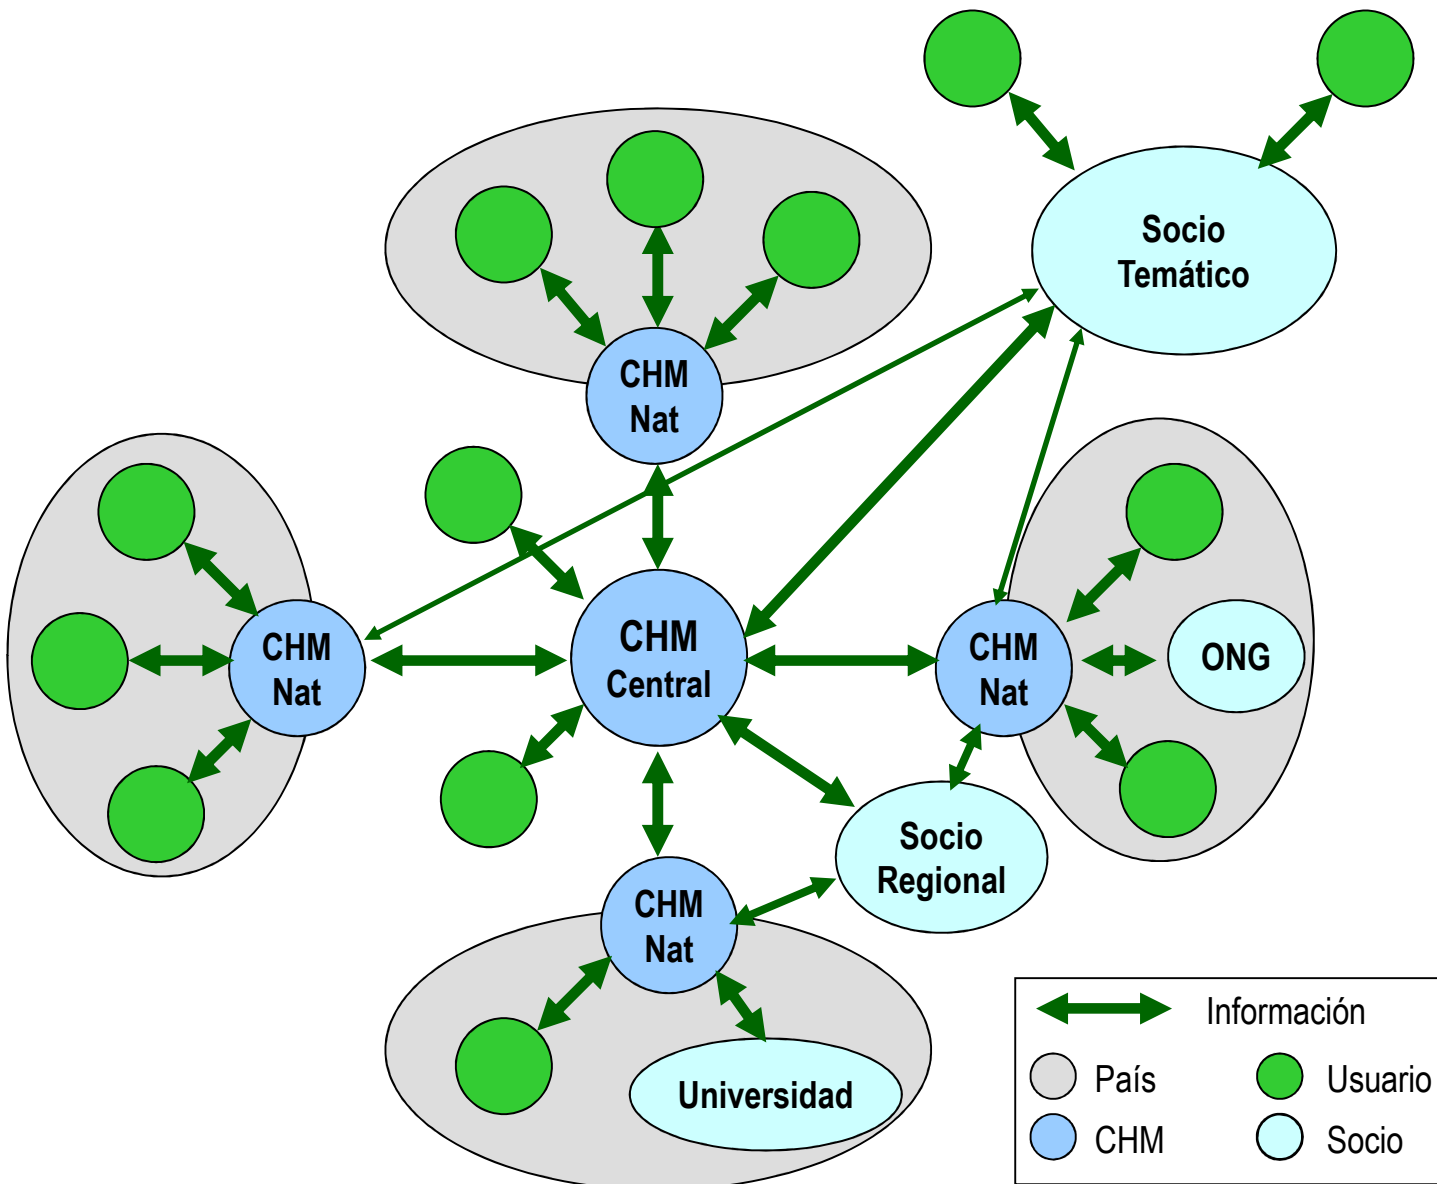 Socio
Temático
CHM
Nat
CHM
Nat
CHM
Central
CHM
Nat
ONG
Socio
Regional
CHM
Nat
Universidad
Información
País
Usuario
CHM
Socio